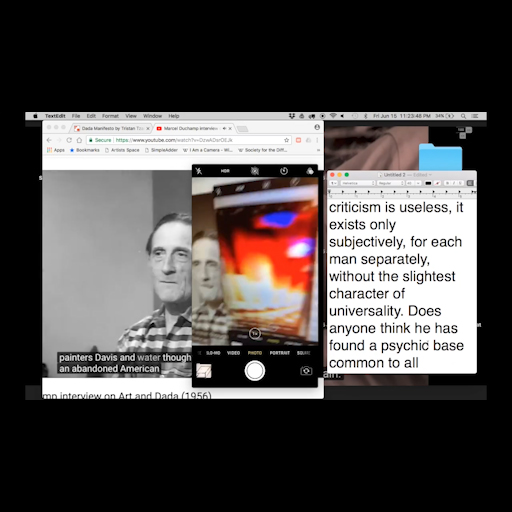 TextEdit File Edit Format View Window Help
Fri Jun 15 11:23:48 PM
Dada Manifesto by Tristan Marcel Duchamp Interview
Secure https://www.youtube.com/watch?v=
Apps Bookmarks Artists Space SimpleAdder I Am a Camera - Wi... Society for the Diff...
HDR
Untitled 2 — Edited
Helvetica Regular
criticism is useless, it
exists only
subjectively, for each
man separately,
without the slightest
character of
universality. Does
anyone think he has
found a psychic base
common to all
painters Davis and water though
an abandoned American
1x
SLO-MO VIDEO PHOTO PORTRAIT SQUARE
mp interview on Art and Dada (1956)